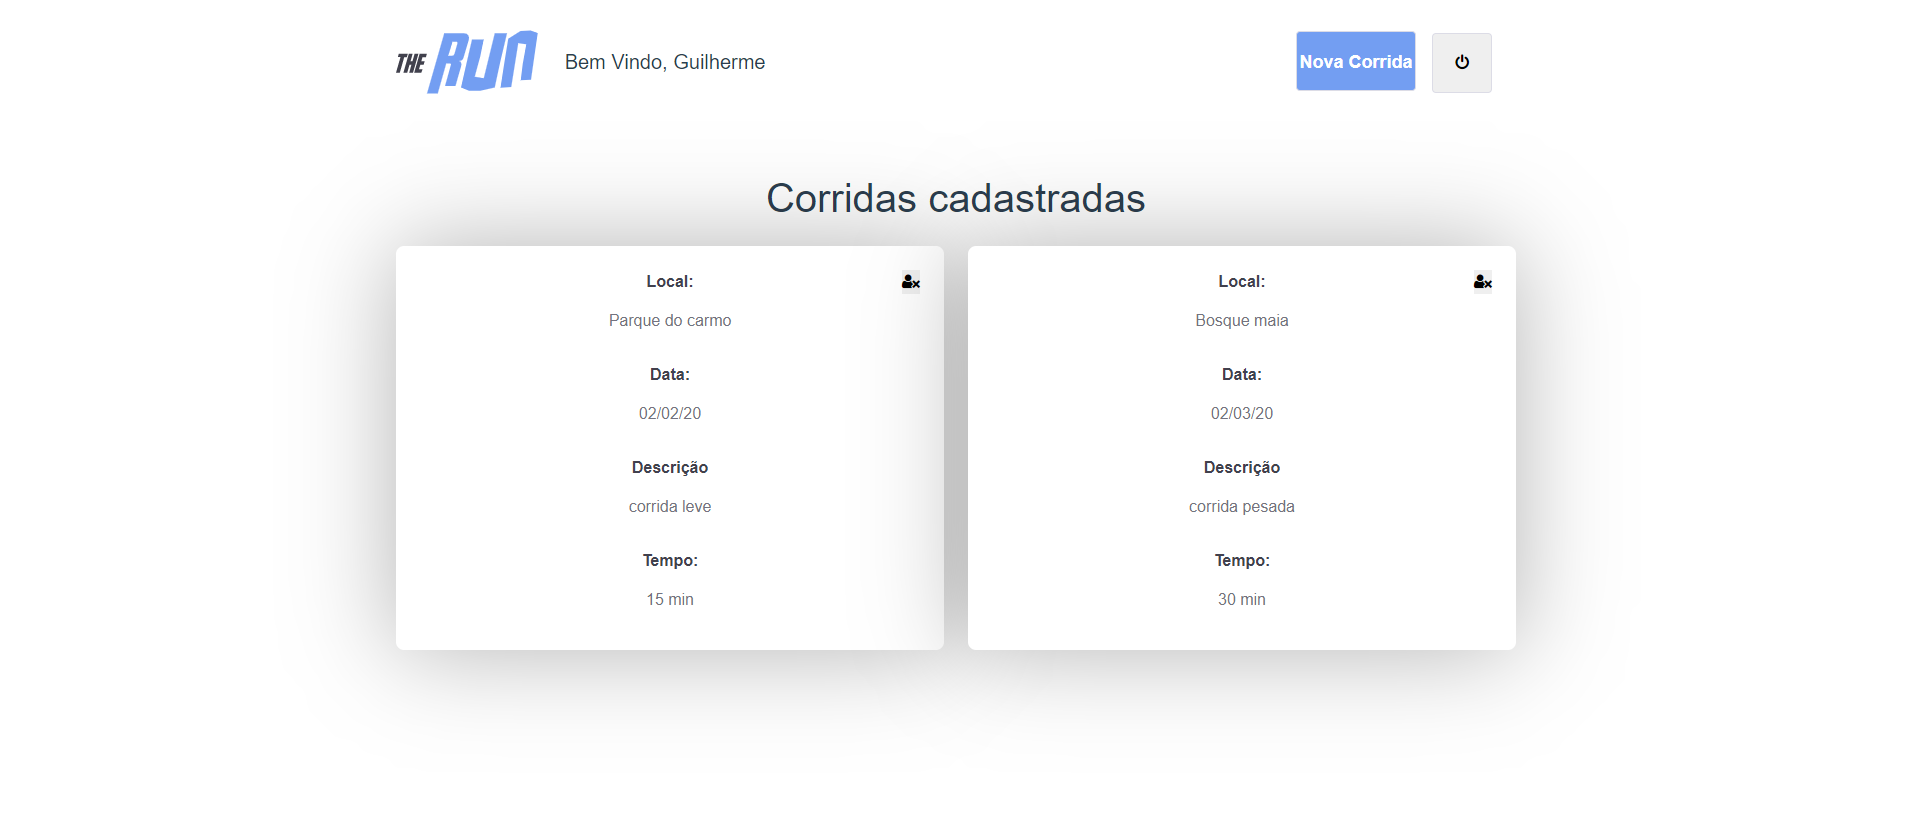 THE RUN
Bem Vindo, Guilherme
Nova Corrida
Corridas cadastradas
Local:
Parque do carmo
Data:
02/02/20
Descrição
corrida leve
Tempo:
15 min
Local:
Bosque maia
Data:
02/03/20
Descrição
corrida pesada
Tempo:
30 min